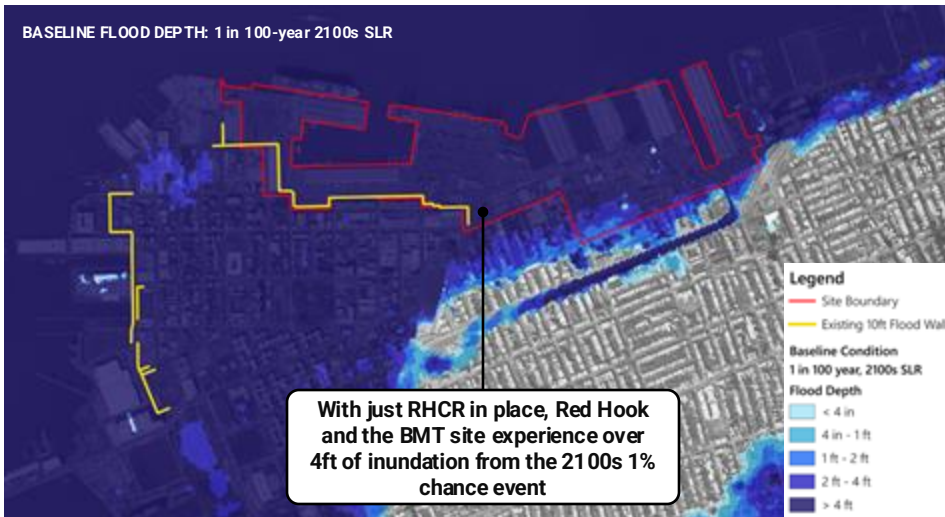 BASELINE FLOOD DEPTH: 1 in 100-year 2100s SLR
With just RHCR in place, Red Hook
and the BMT site experience over
4ft of inundation from the 2100s 1%
chance event
Legend
Site Boundary
Existing 10ft Flood Wal
Baseline Condition
1 in 100 year, 2100s SLR
Flood Depth
< 4 in
4 in - 1 ft
1 ft - 2 ft
2 ft - 4 ft
> 4 ft